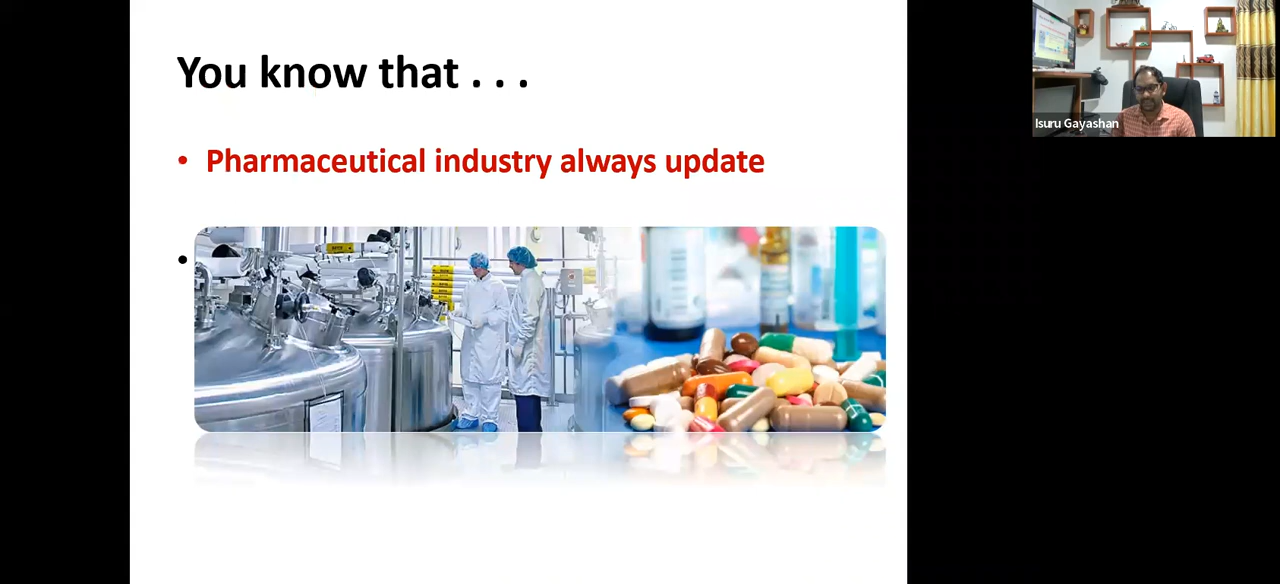 You know that . . .
• Pharmaceutical industry always update
•
Isuru Gayashan